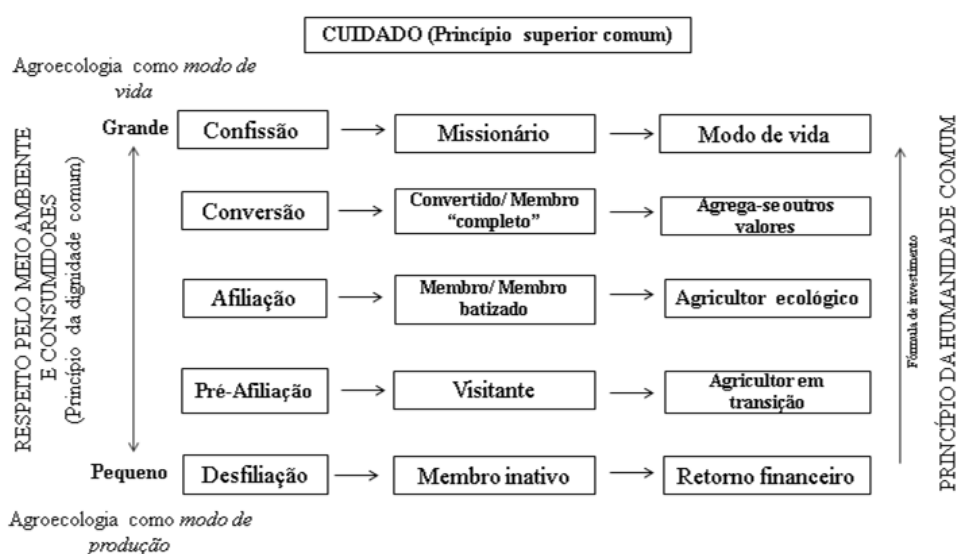 CUIDADO (Princípio superior comum)
Agroecologia como modo de
vida
Grande
Confissão
Missionário
Modo de vida
Conversão
Convertido/ Membro
“completo”
Agrega-se outros
valores
Afiliação
Membro/ Membro
batizado
Agricultor ecológico
Pré-Afiliação
Visitante
Agricultor em
transição
Pequeno
Desfiliação
Membro inativo
Retorno financeiro
Agroecologia como modo de
produção
RESPEITO PELO MEIO AMBIENTE
E CONSUMIDORES
(Princípio da dignidade comum)
Fórmula de investimento
PRINCÍPIO DA HUMANIDADE COMUM